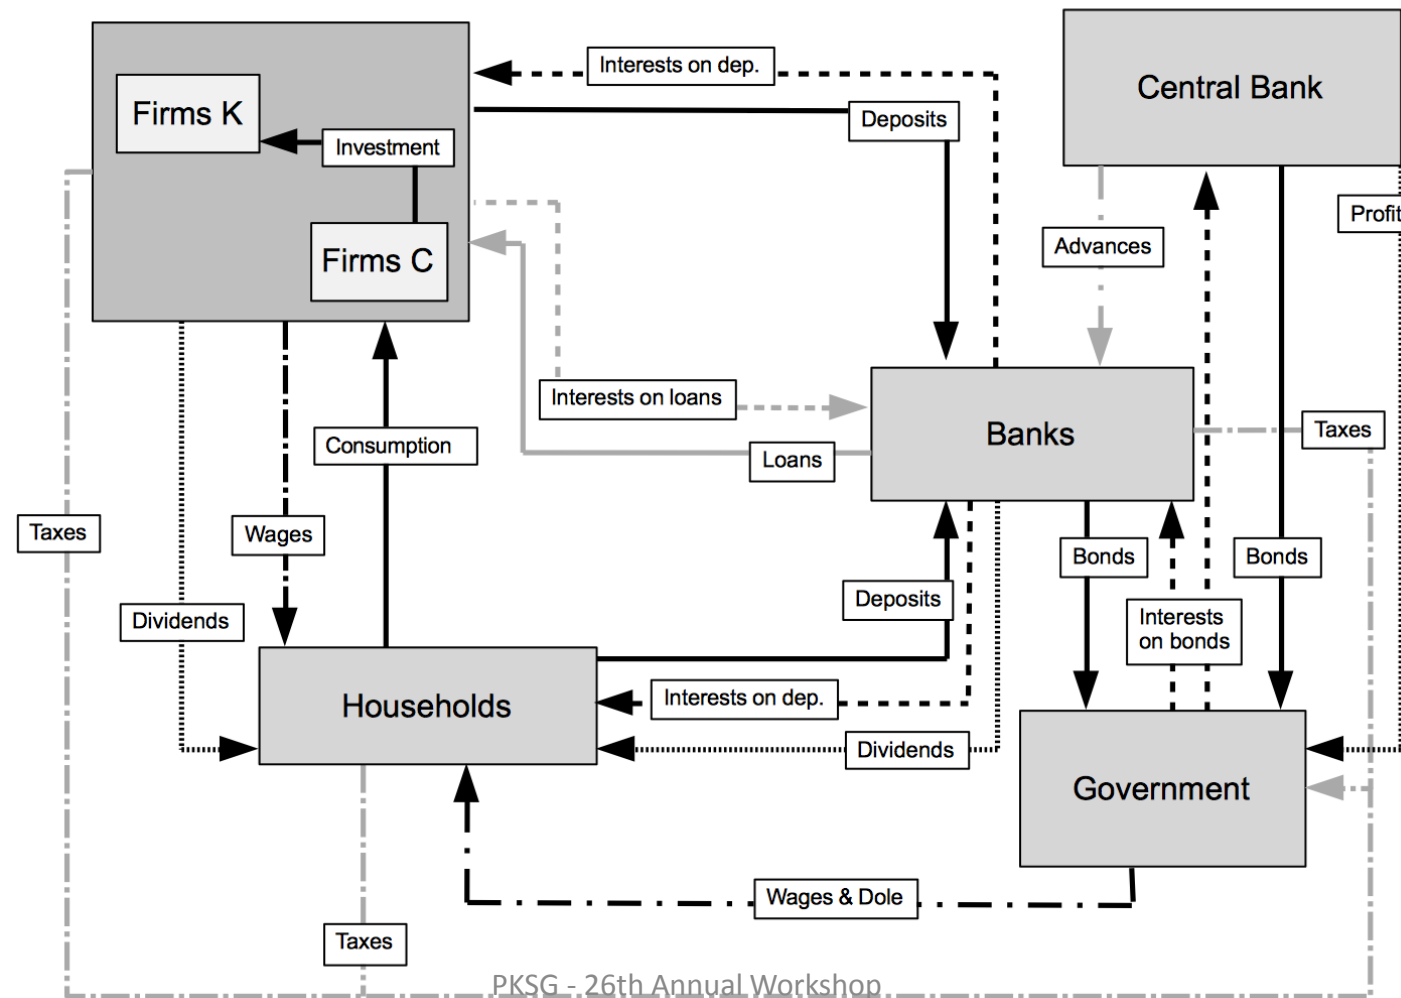 Central Bank
Interests on dep.
Firms K
Deposits
Investment
Profit
Advances
Firms C
Interests on loans
Banks
Taxes
Consumption
Loans
Taxes
Wages
Bonds
Bonds
Deposits
Dividends
Interests
on bonds
Households
Interests on dep.
Dividends
Government
Wages & Dole
Taxes
PKSG - 26th Annual Workshop